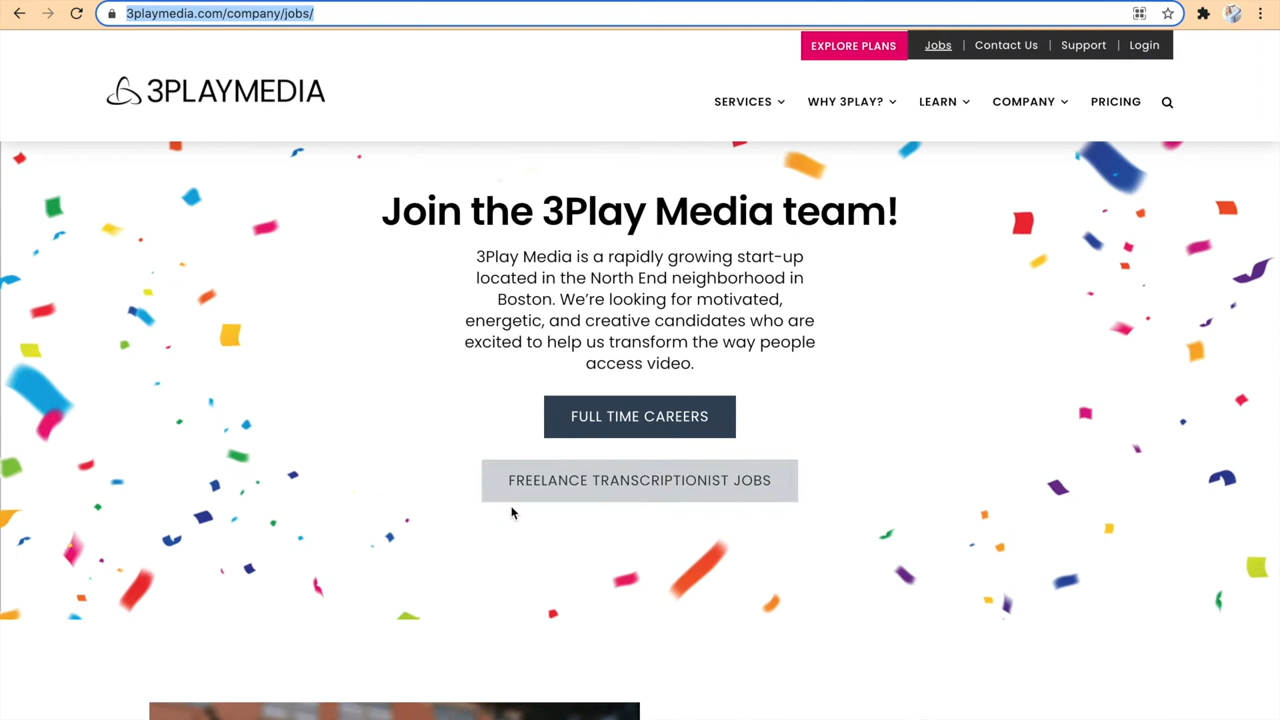 3playmedia.com/company/jobs/
EXPLORE PLANS
Jobs | Contact Us | Support | Login
3PLAYMEDIA
SERVICES WHY 3PLAY? LEARN COMPANY PRICING
Join the 3Play Media team!
3Play Media is a rapidly growing start-up
located in the North End neighborhood in
Boston. We’re looking for motivated,
energetic, and creative candidates who are
excited to help us transform the way people
access video.
FULL TIME CAREERS
FREELANCE TRANSCRIPTIONIST JOBS